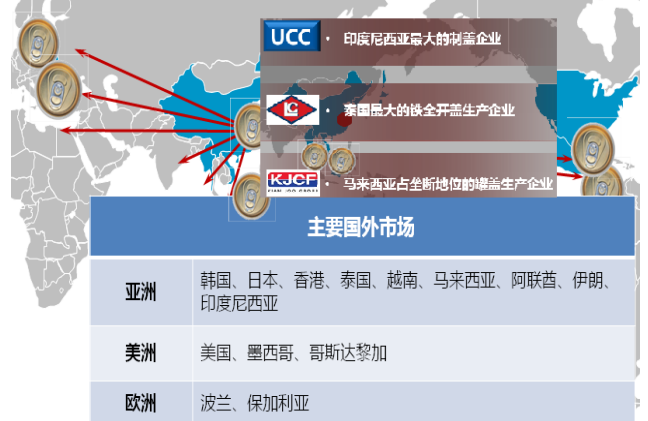 UCC
• 印度尼西亚最大的制盖企业
• 泰国最大的铁全开盖生产企业
KJCF
• 马来西亚占垄断地位的罐盖生产企业
主要国外市场
亚洲
韩国、日本、香港、泰国、越南、马来西亚、阿联酋、伊朗、
印度尼西亚
美洲
美国、墨西哥、哥斯达黎加
欧洲
波兰、保加利亚